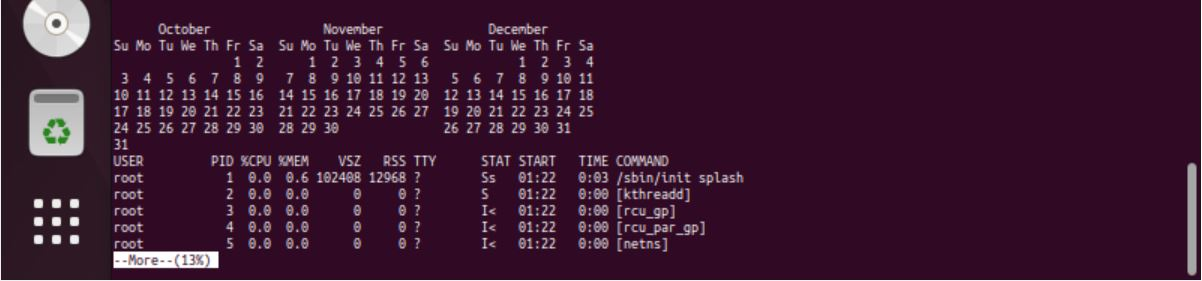 October               November               December
Su Mo Tu We Th Fr Sa  Su Mo Tu We Th Fr Sa  Su Mo Tu We Th Fr Sa
                1  2      1  2  3  4  5  6            1  2  3  4
 3  4  5  6  7  8  9   7  8  9 10 11 12 13   5  6  7  8  9 10 11
10 11 12 13 14 15 16  14 15 16 17 18 19 20  12 13 14 15 16 17 18
17 18 19 20 21 22 23  21 22 23 24 25 26 27  19 20 21 22 23 24 25
24 25 26 27 28 29 30  28 29 30              26 27 28 29 30 31
31
USER         PID %CPU %MEM    VSZ   RSS TTY      STAT START   TIME COMMAND
root           1  0.0  0.6 102408 12968 ?        Ss   01:22   0:03 /sbin/init splash
root           2  0.0  0.0      0     0 ?        S    01:22   0:00 [kthreadd]
root           3  0.0  0.0      0     0 ?        I<   01:22   0:00 [rcu_gp]
root           4  0.0  0.0      0     0 ?        I<   01:22   0:00 [rcu_par_gp]
root           5  0.0  0.0      0     0 ?        I<   01:22   0:00 [netns]
--More--(13%)